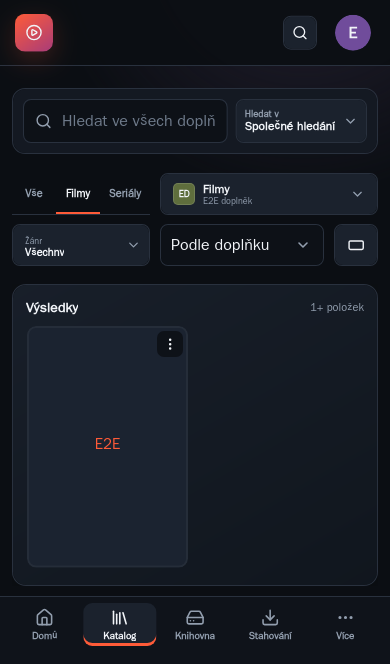 E
Hledat ve všech doplň
Hledat v
Společné hledání
Vše
Filmy
Seriály
ED
Filmy
E2E doplněk
Žánr
Všechny
Podle doplňku
Výsledky
1+ položek
E2E
Domů
Katalog
Knihovna
Stahování
Více